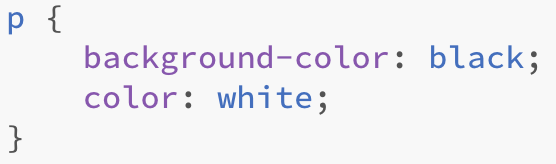 p {
    background-color: black;
    color: white;
}